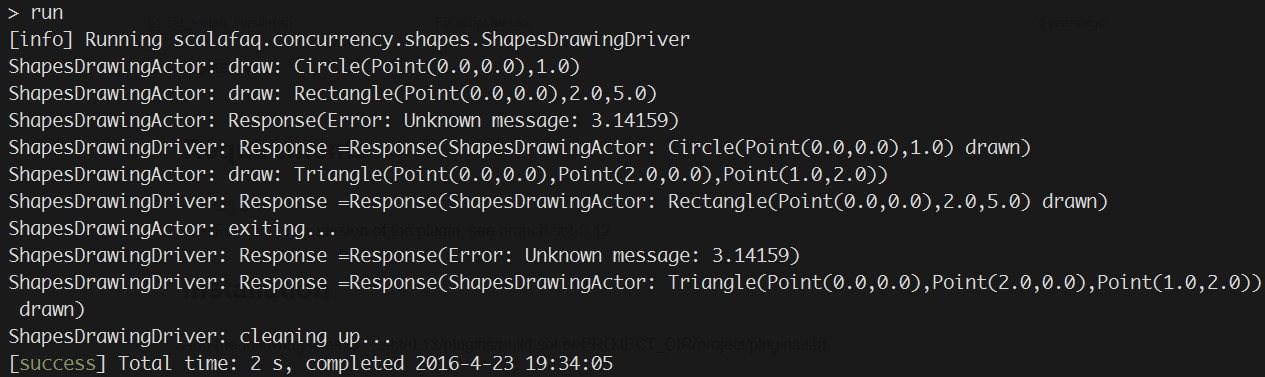 > run
[info] Running scalafaq.concurrency.shapes.ShapesDrawingDriver
ShapesDrawingActor: draw: Circle(Point(0.0,0.0),1.0)
ShapesDrawingActor: draw: Rectangle(Point(0.0,0.0),2.0,5.0)
ShapesDrawingActor: Response(Error: Unknown message: 3.14159)
ShapesDrawingDriver: Response =Response(ShapesDrawingActor: Circle(Point(0.0,0.0),1.0) drawn)
ShapesDrawingActor: draw: Triangle(Point(0.0,0.0),Point(2.0,0.0),Point(1.0,2.0))
ShapesDrawingDriver: Response =Response(ShapesDrawingActor: Rectangle(Point(0.0,0.0),2.0,5.0) drawn)
ShapesDrawingActor: exiting...
ShapesDrawingDriver: Response =Response(Error: Unknown message: 3.14159)
ShapesDrawingDriver: Response =Response(ShapesDrawingActor: Triangle(Point(0.0,0.0),Point(2.0,0.0),Point(1.0,2.0))
drawn)
ShapesDrawingDriver: cleaning up...
[success] Total time: 2 s, completed 2016-4-23 19:34:05